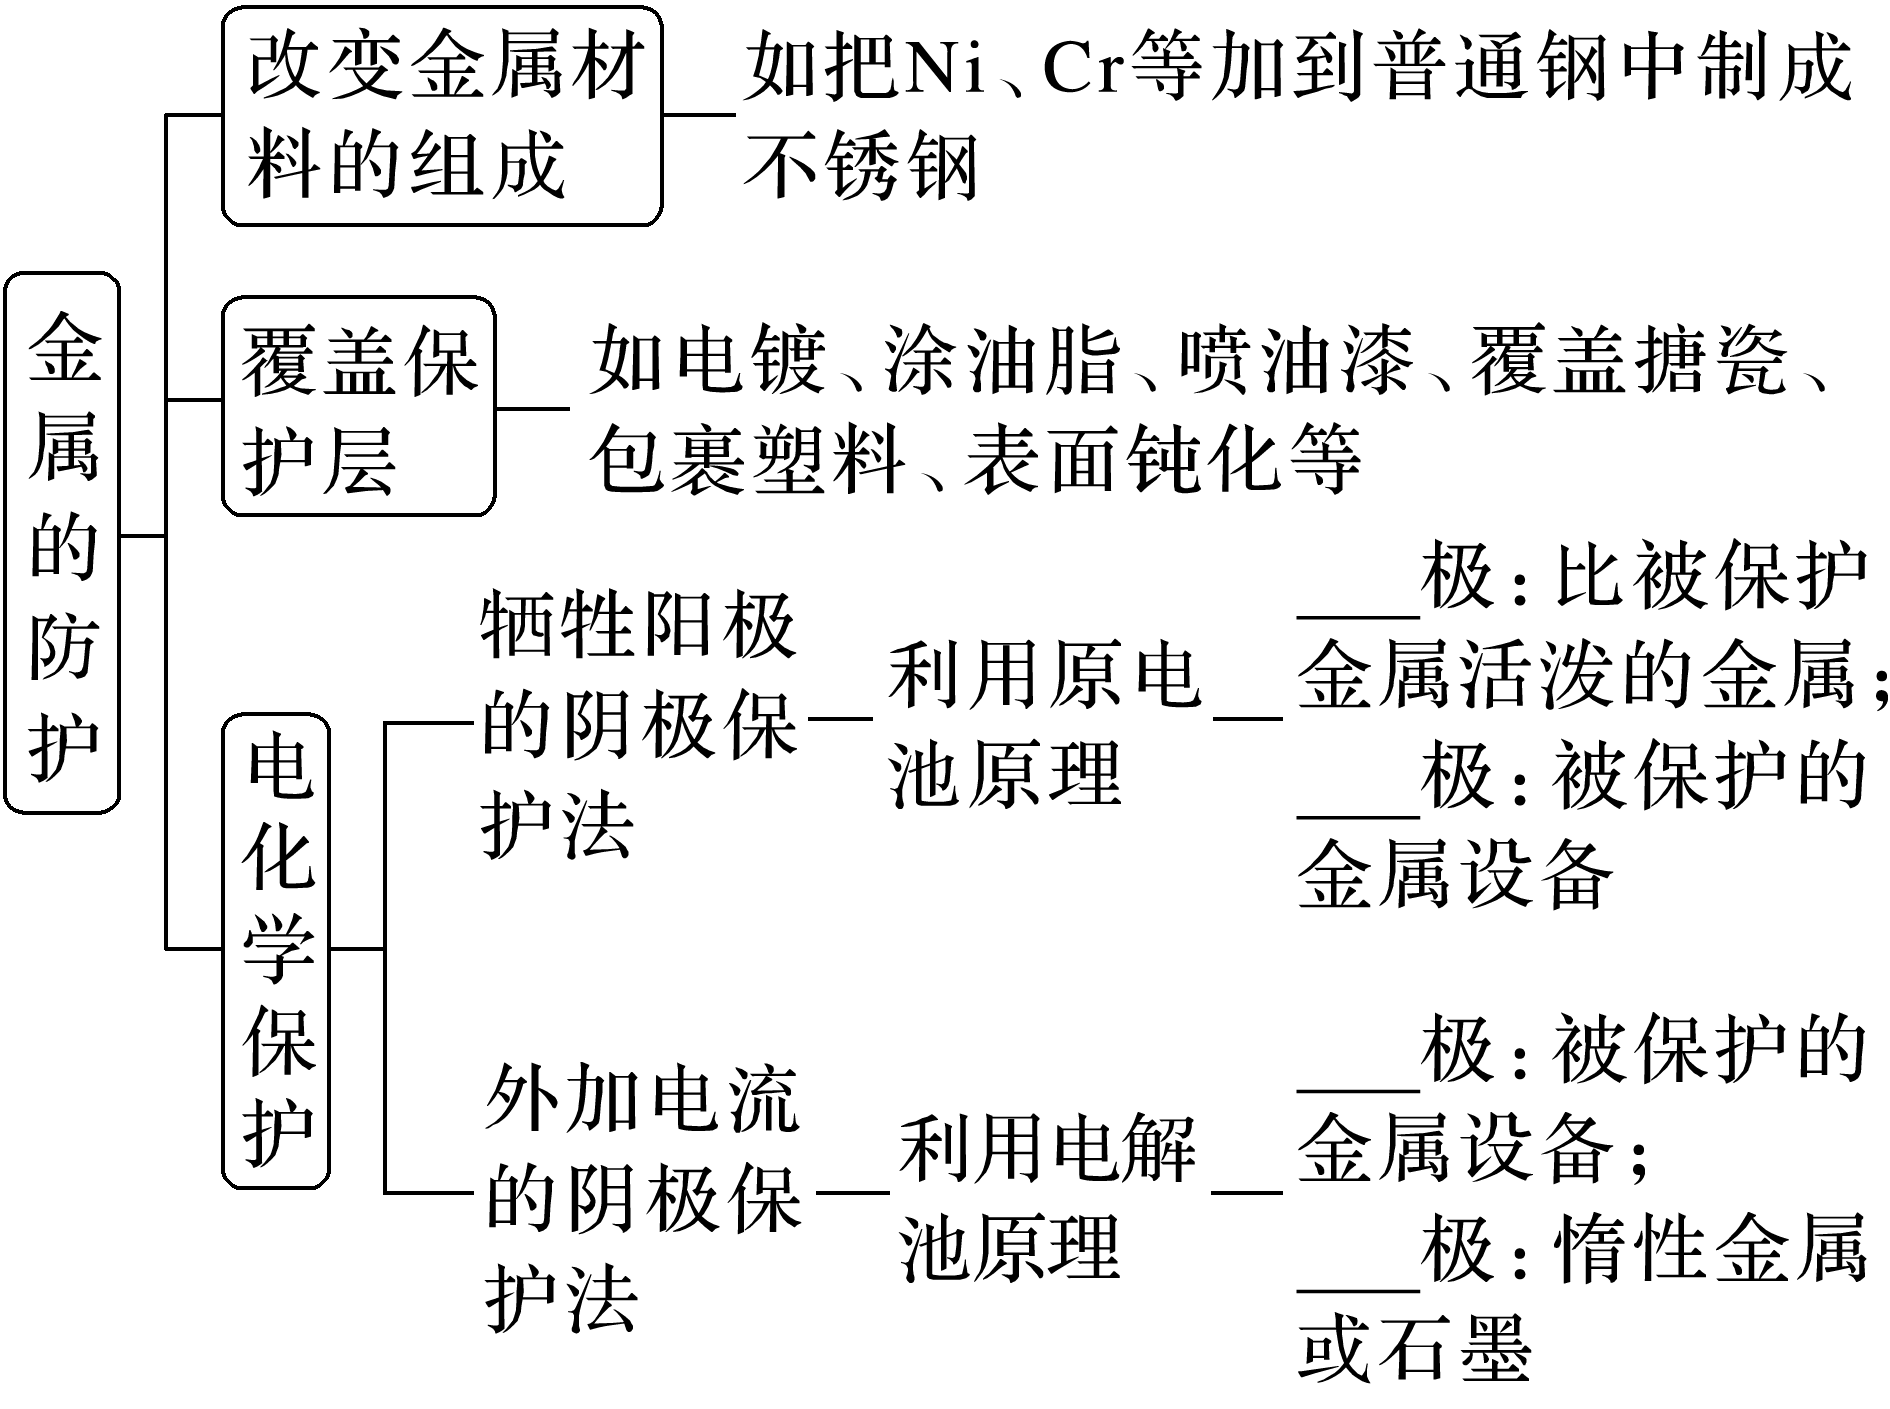 金属的防护
改变金属材
料的组成
如把Ni、Cr等加到普通钢中制成
不锈钢
覆盖保
护层
如电镀、涂油脂、喷油漆、覆盖搪瓷、
包裹塑料、表面钝化等
电化学保护
牺牲阳极
的阴极保
护法
利用原电
池原理
___极:比被保护
金属活泼的金属;
___极:被保护的
金属设备
外加电流
的阴极保
护法
利用电解
池原理
___极:被保护的
金属设备;
___极:惰性金属
或石墨